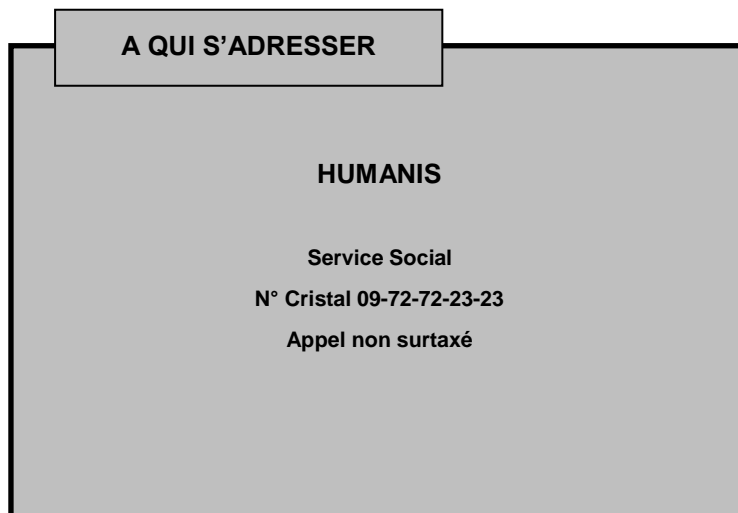 A QUI S’ADRESSER
HUMANIS
Service Social
N° Cristal 09-72-72-23-23
Appel non surtaxé